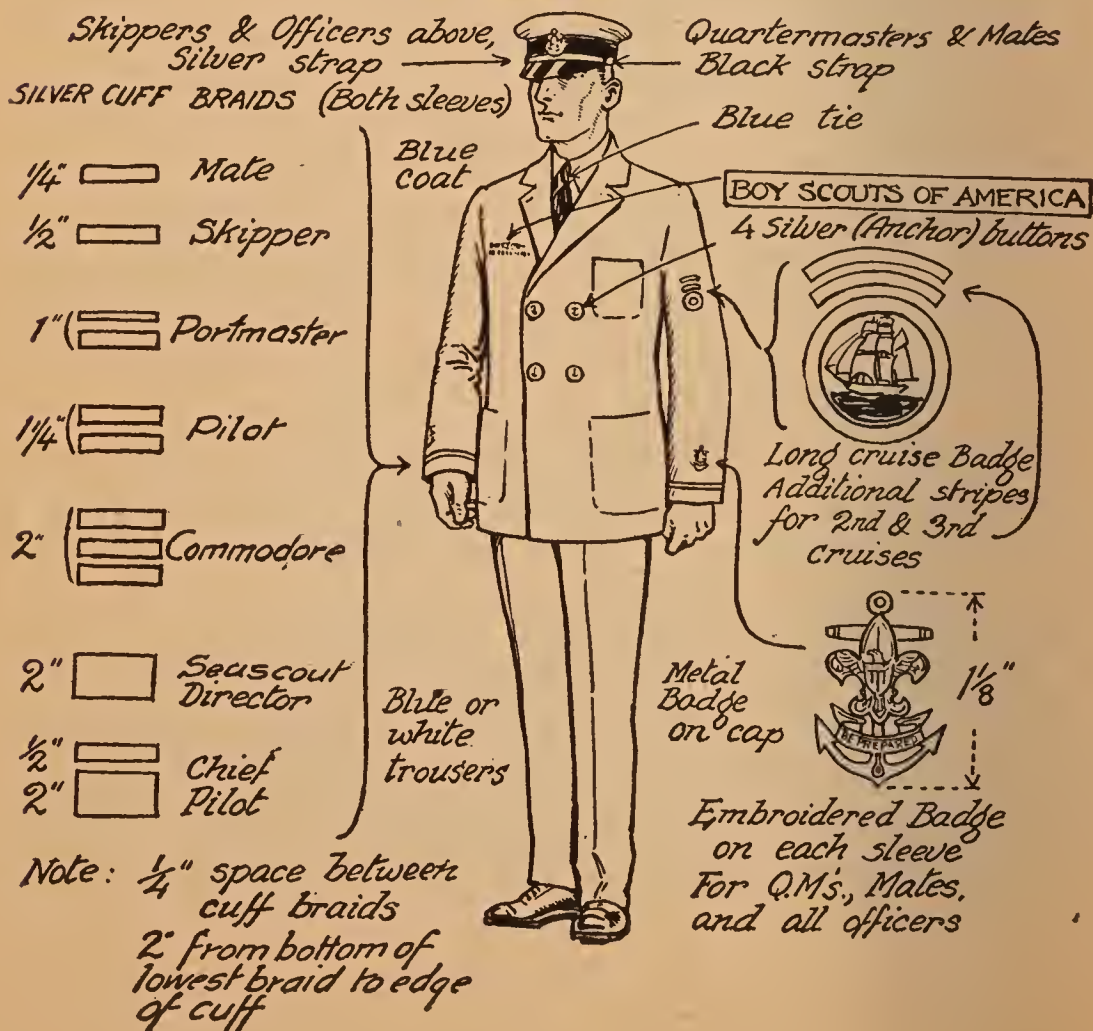 Skippers & Officers above,
Silver strap
Quartermasters & Mates
Black strap
SILVER CUFF BRAIDS (Both sleeves)
Blue tie
Blue
coat
BOY SCOUTS OF AMERICA
4 Silver (Anchor) buttons
1/4" Mate
1/2" Skipper
1" Portmaster
1 1/4" Pilot
2" Commodore
2" Seascout
Director
1/2" Chief
2" Pilot
Long cruise Badge
Additional stripes
for 2nd & 3rd
cruises
Blue or
white
trousers
Metal
Badge
on cap
BE PREPARED
1 1/8"
Embroidered Badge
on each sleeve
For Q.M's., Mates.
and all officers
Note: 1/4" space between
cuff braids
2" from bottom of
lowest braid to edge
of cuff